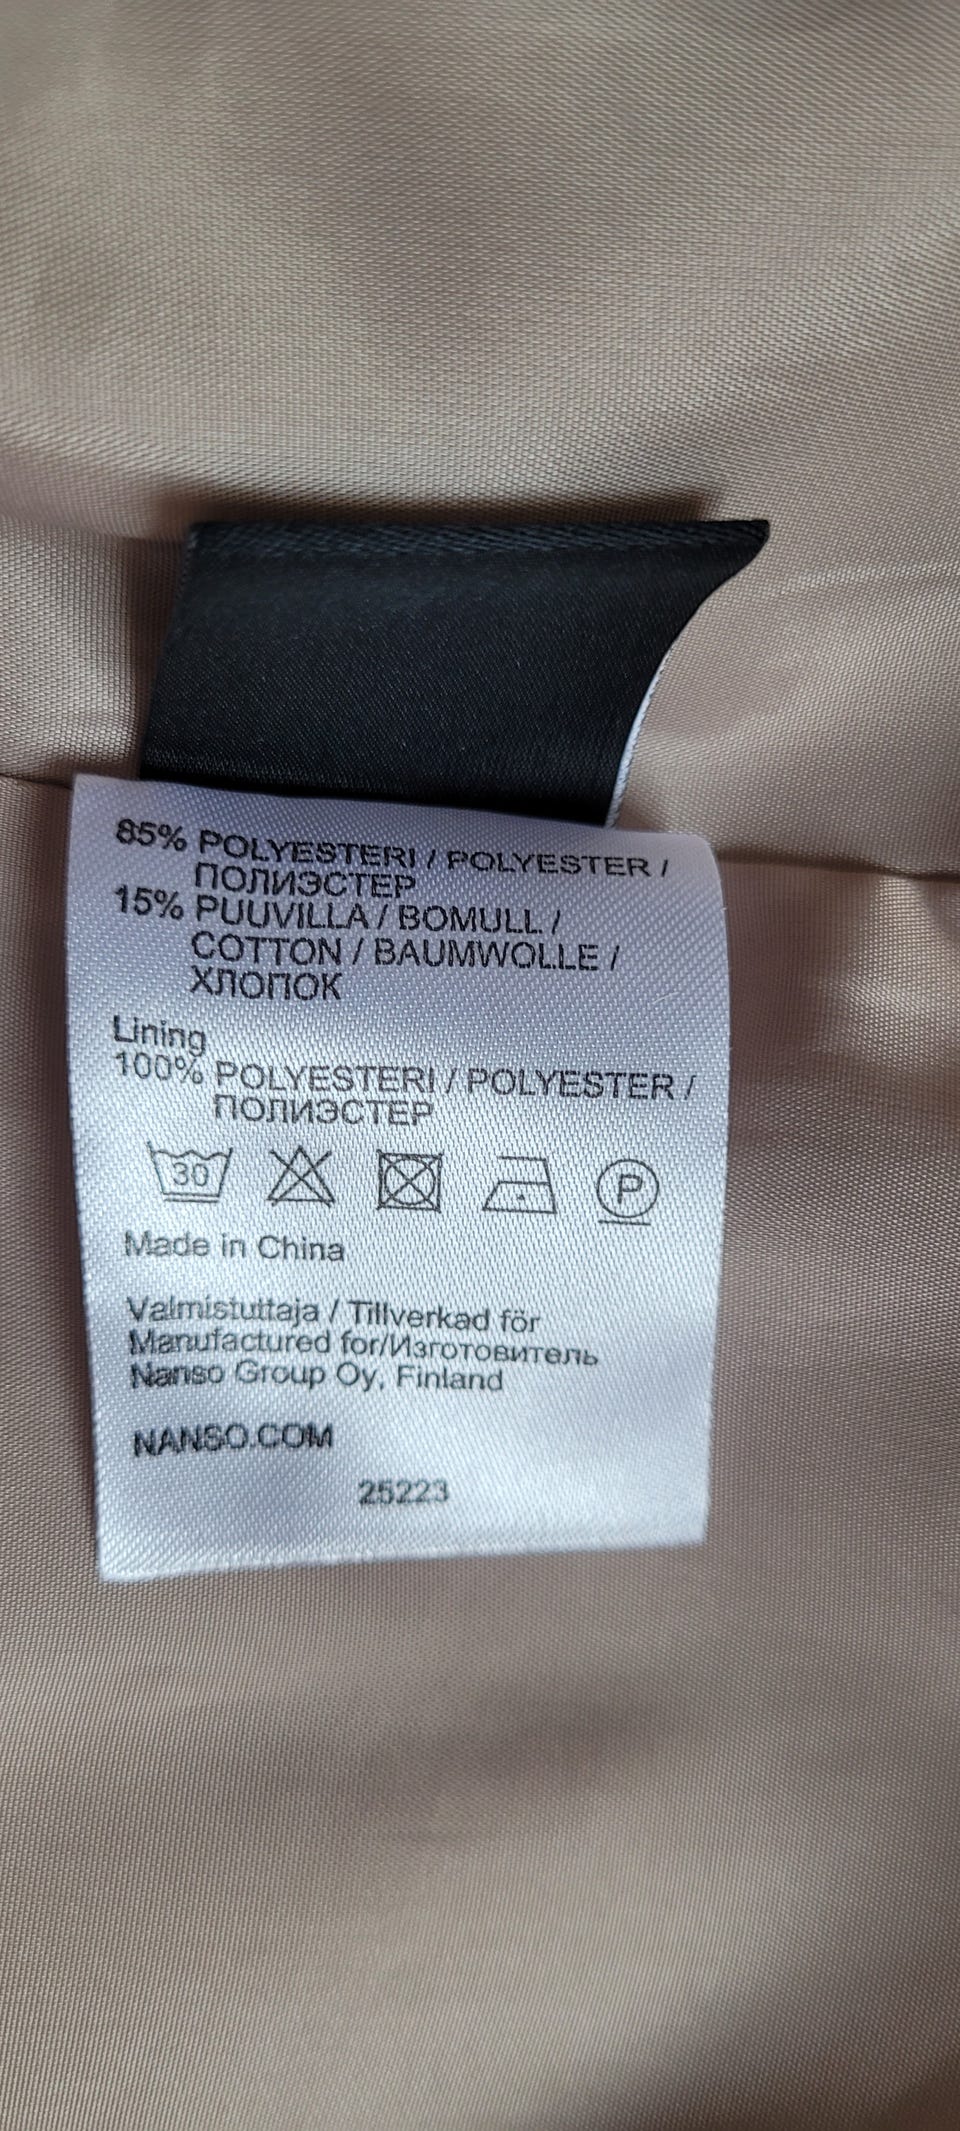 85% POLYESTERI / POLYESTER /
ПОЛИЭСТЕР
15% PUUVILLA / BOMULL /
COTTON / BAUMWOLLE /
ХЛОПОК
Lining
100% POLYESTERI / POLYESTER /
ПОЛИЭСТЕР
30 P
Made in China
Valmistuttaja / Tillverkad för
Manufactured for/Изготовитель
Nanso Group Oy, Finland
NANSO.COM
25223